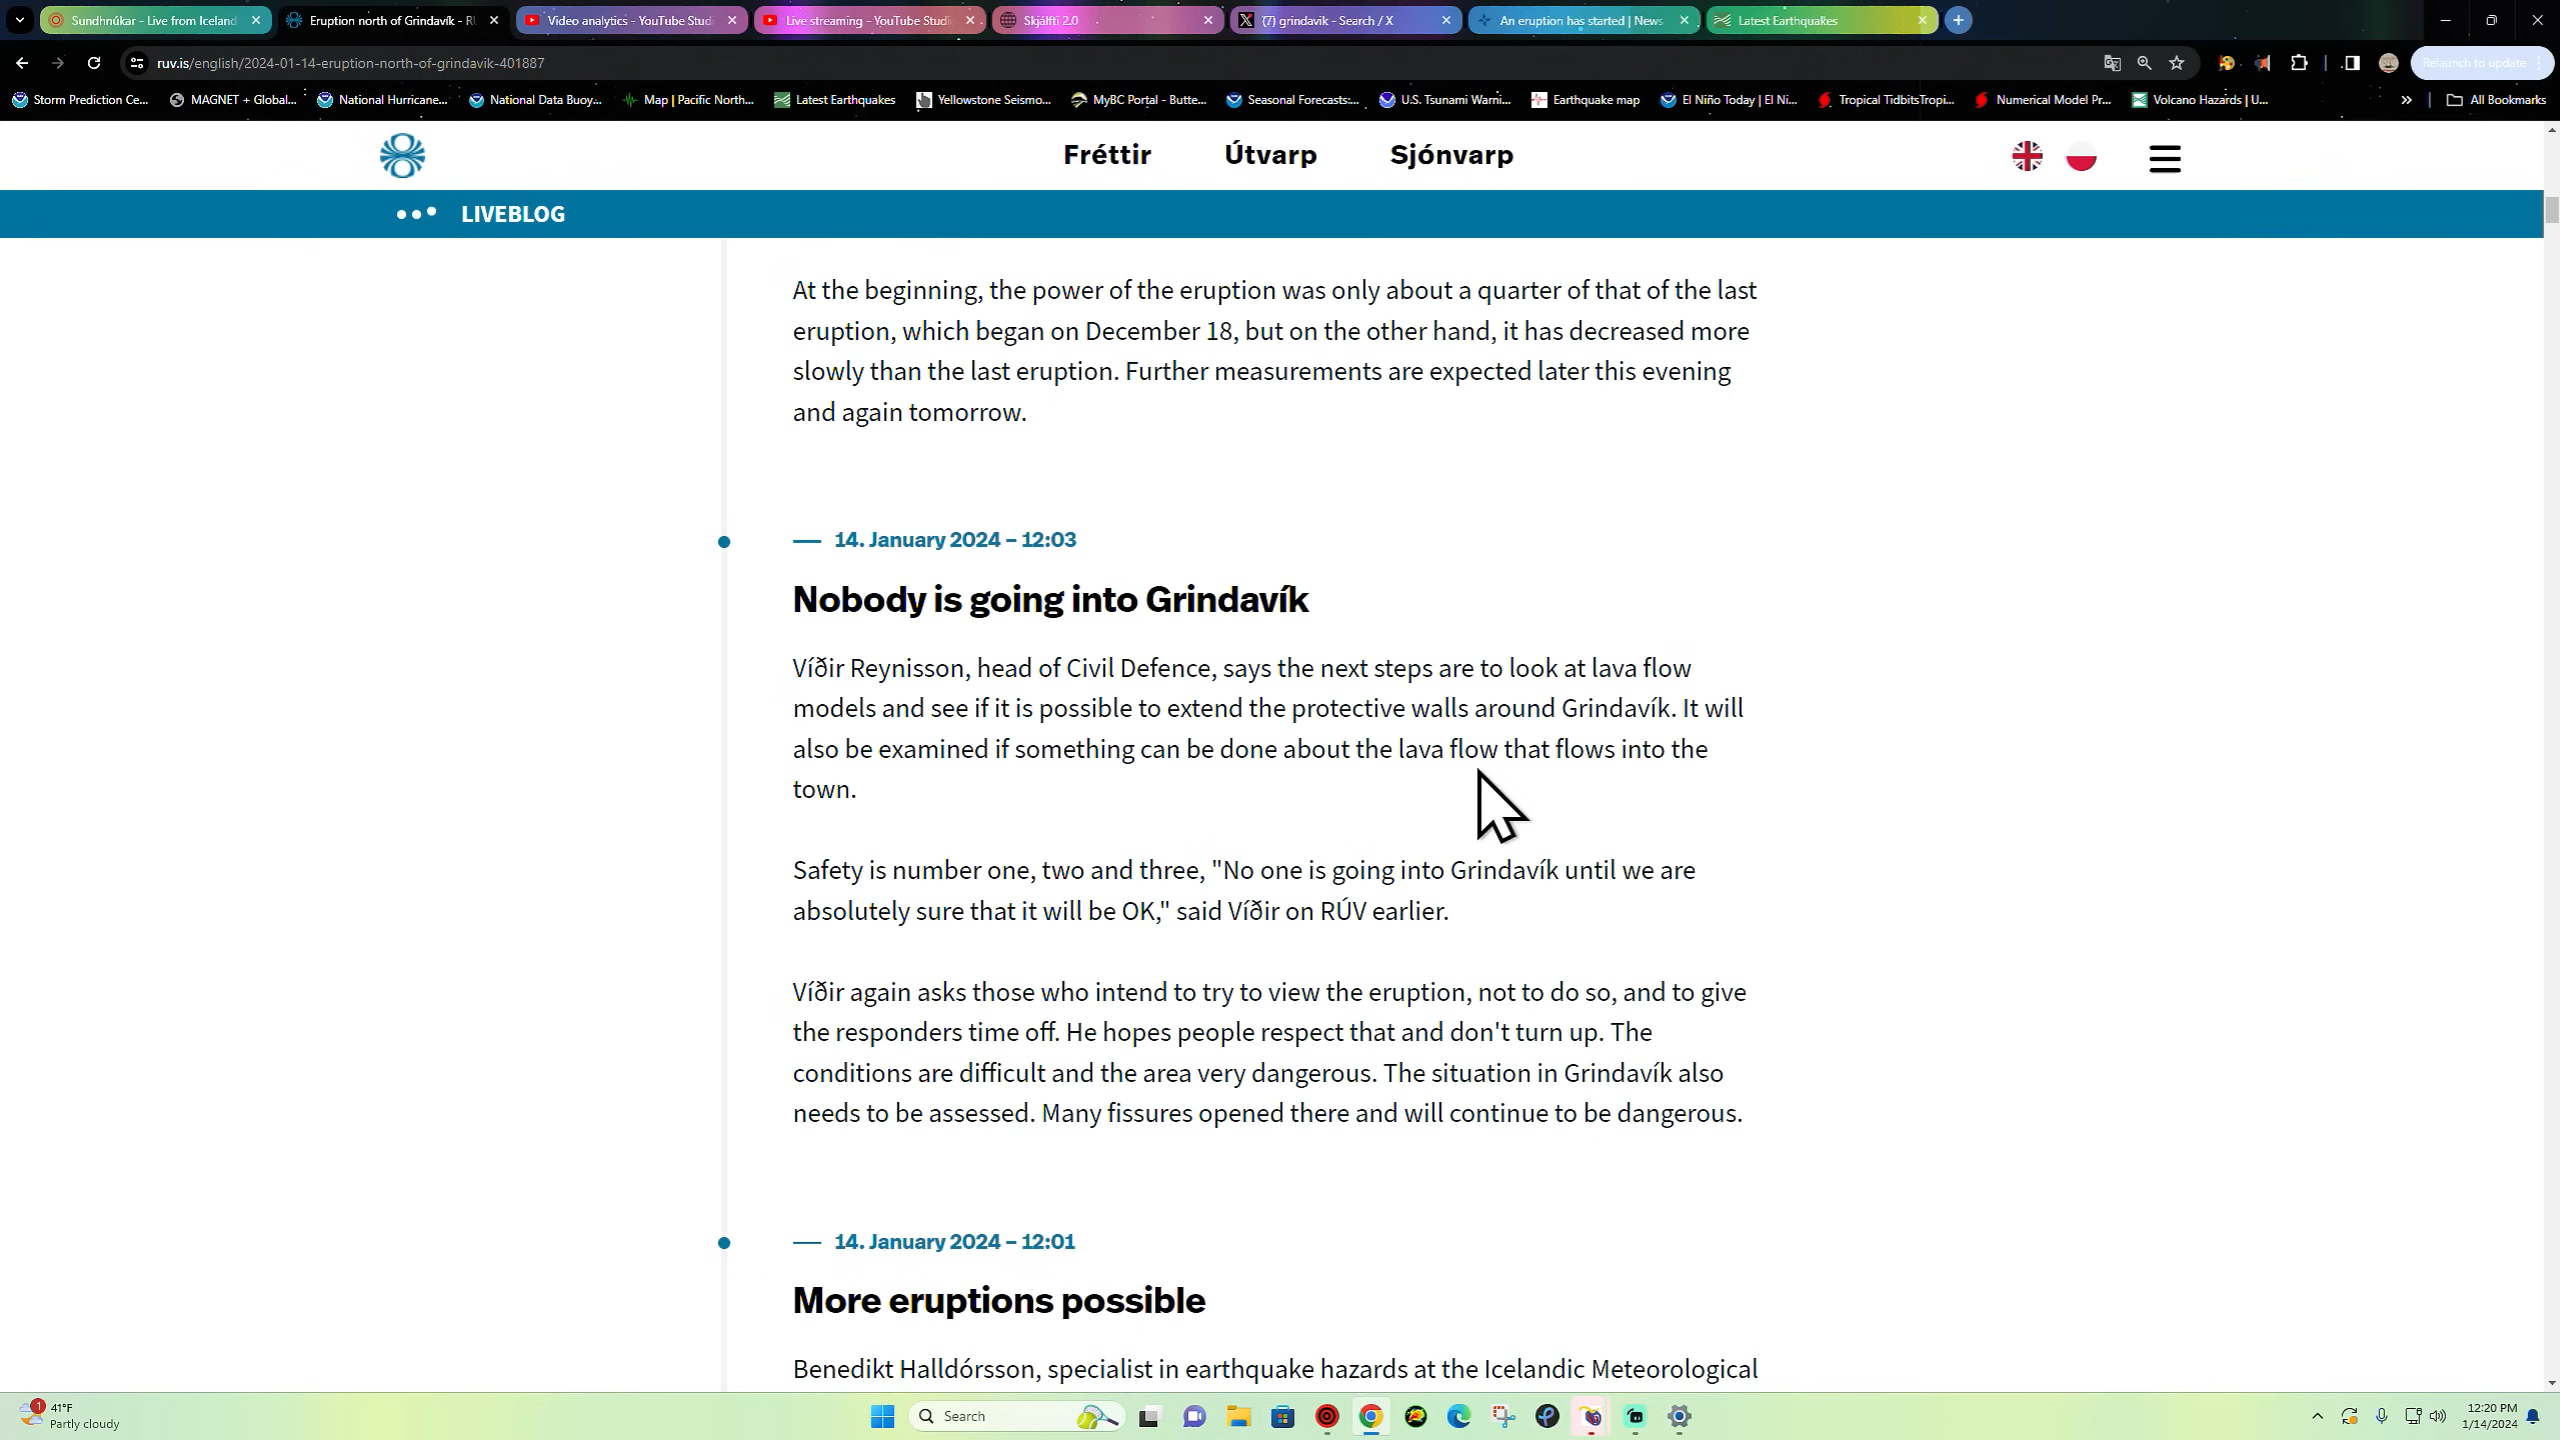 Sundhnúkar - Live from Iceland
Eruption north of Grindavík - RÚ
Video analytics - YouTube Studi
Live streaming - YouTube Studi
Skjálfti 2.0
(7) grindavik - Search / X
An eruption has started | News
Latest Earthquakes
ruv.is/english/2024-01-14-eruption-north-of-grindavik-401887
Relaunch to update
Storm Prediction Ce...
MAGNET + Global...
National Hurricane...
National Data Buoy...
Map | Pacific North...
Latest Earthquakes
Yellowstone Seismo...
MyBC Portal - Butte...
Seasonal Forecasts:...
U.S. Tsunami Warni...
Earthquake map
El Niño Today | El Ni...
Tropical TidbitsTropi...
Numerical Model Pr...
Volcano Hazards | U...
All Bookmarks
Fréttir
Útvarp
Sjónvarp
LIVEBLOG
At the beginning, the power of the eruption was only about a quarter of that of the last
eruption, which began on December 18, but on the other hand, it has decreased more
slowly than the last eruption. Further measurements are expected later this evening
and again tomorrow.
14. January 2024 – 12:03
Nobody is going into Grindavík
Víðir Reynisson, head of Civil Defence, says the next steps are to look at lava flow
models and see if it is possible to extend the protective walls around Grindavík. It will
also be examined if something can be done about the lava flow that flows into the
town.
Safety is number one, two and three, "No one is going into Grindavík until we are
absolutely sure that it will be OK," said Víðir on RÚV earlier.
Víðir again asks those who intend to try to view the eruption, not to do so, and to give
the responders time off. He hopes people respect that and don't turn up. The
conditions are difficult and the area very dangerous. The situation in Grindavík also
needs to be assessed. Many fissures opened there and will continue to be dangerous.
14. January 2024 – 12:01
More eruptions possible
Benedikt Halldórsson, specialist in earthquake hazards at the Icelandic Meteorological
1
41°F
Partly cloudy
Search
12:20 PM
1/14/2024